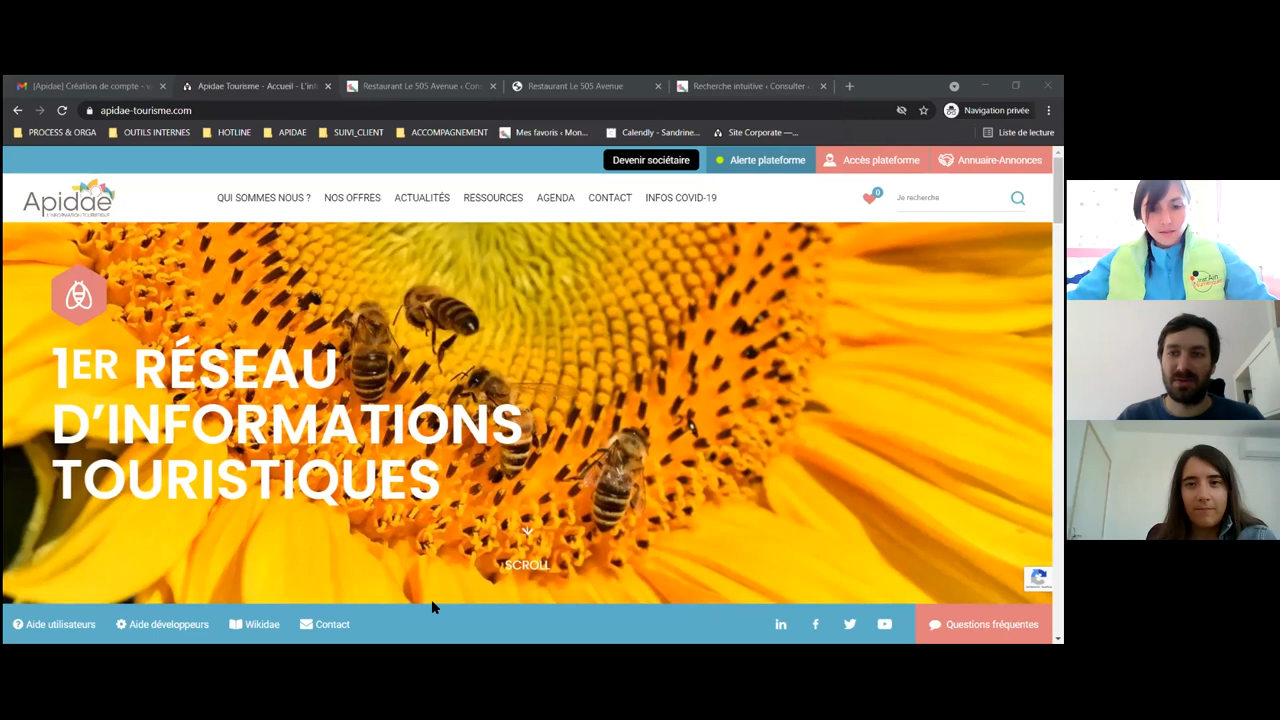 [Apidae] Création de compte - v
Apidae Tourisme - Accueil - L'inf
Restaurant Le 505 Avenue ‹ Cons
Restaurant Le 505 Avenue
Recherche intuitive ‹ Consulter ‹
apidae-tourisme.com
Navigation privée
PROCESS & ORGA
OUTILS INTERNES
HOTLINE
APIDAE
SUIVI_CLIENT
ACCOMPAGNEMENT
Mes favoris ‹ Mon...
Calendly - Sandrine...
Site Corporate —...
Liste de lecture
Devenir sociétaire
Alerte plateforme
Accès plateforme
Annuaire-Annonces
Apidae
QUI SOMMES NOUS ?
NOS OFFRES
ACTUALITÉS
RESSOURCES
AGENDA
CONTACT
INFOS COVID-19
0
Je recherche
1ER RÉSEAU
D'INFORMATIONS
TOURISTIQUES
SCROLL
Aide utilisateurs
Aide développeurs
Wikidae
Contact
Questions fréquentes